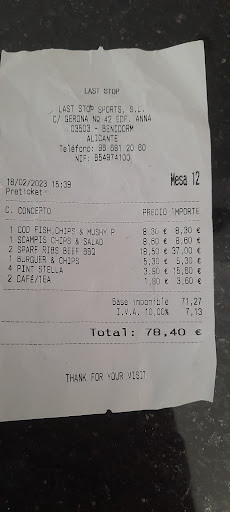 LAST STOP
LAST STOP SPORTS, S.L.
C/ GERONA Nº 42 EDF. ANNA
03503 - BENIDORM
ALICANTE
Teléfono: 96 681 20 60
NIF: B54974100
18/02/2023 15:39 Mesa 12
Preticket
C. CONCEPTO PRECIO IMPORTE
1 COD FISH,CHIPS & MUSHY P 8,30 € 8,30 €
1 SCAMPIS CHIPS & SALAD 8,60 € 8,60 €
2 SPARE RIBS BEEF BBQ 18,50 € 37,00 €
1 BURGUER & CHIPS 5,30 € 5,30 €
4 PINT STELLA 3,90 € 15,60 €
2 CAFÉ/TEA 1,80 € 3,60 €
Base imponible 71,27
I.V.A. 10,00% 7,13
Total: 78,40 €
THANK FOR YOUR VISIT